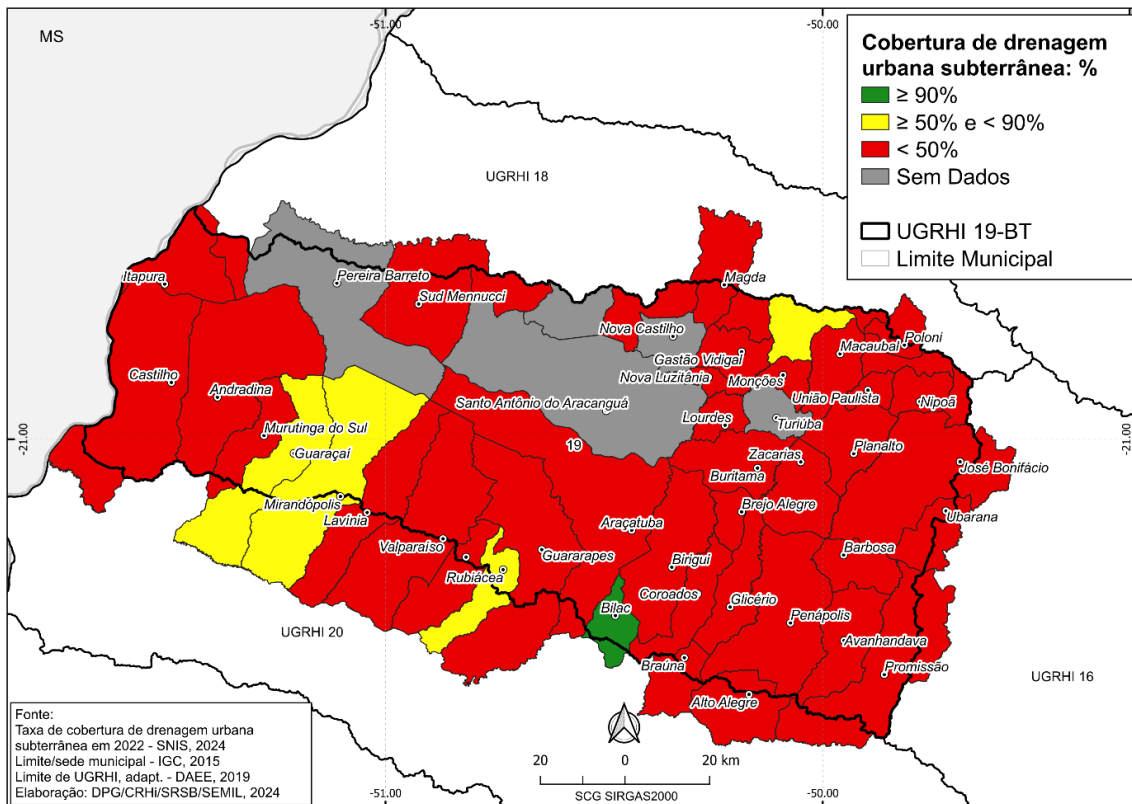 -51.00
-50.00
MS
Cobertura de drenagem
urbana subterrânea: %
≥ 90%
≥ 50% e < 90%
< 50%
Sem Dados
UGRHI 19-BT
Limite Municipal
UGRHI 18
Itapura
Pereira Barreto
Sud Mennucci
Magda
Nova Castilho
Poloni
Macaubal
Gastão Vidigal
Nova Luzitânia
Monções
Castilho
Andradina
União Paulista
Nipoã
Santo Antônio do Aracanguá
Lourdes
Turiúba
Murutinga do Sul
19
-21.00
-21.00
Guaraçaí
Planalto
Zacarias
José Bonifácio
Buritama
Mirandópolis
Lavínia
Brejo Alegre
Ubarana
Araçatuba
Valparaíso
Guararapes
Barbosa
Rubiácea
Birigui
Coroados
Glicério
Bilac
Penápolis
UGRHI 20
Avanhandava
Braúna
Promissão
UGRHI 16
Alto Alegre
Fonte:
Taxa de cobertura de drenagem urbana
subterrânea em 2022 - SNIS, 2024
Limite/sede municipal - IGC, 2015
Limite de UGRHI, adapt. - DAEE, 2019
Elaboração: DPG/CRHi/SRSB/SEMIL, 2024
20 0 20 km
SCG SIRGAS2000
-51.00
-50.00